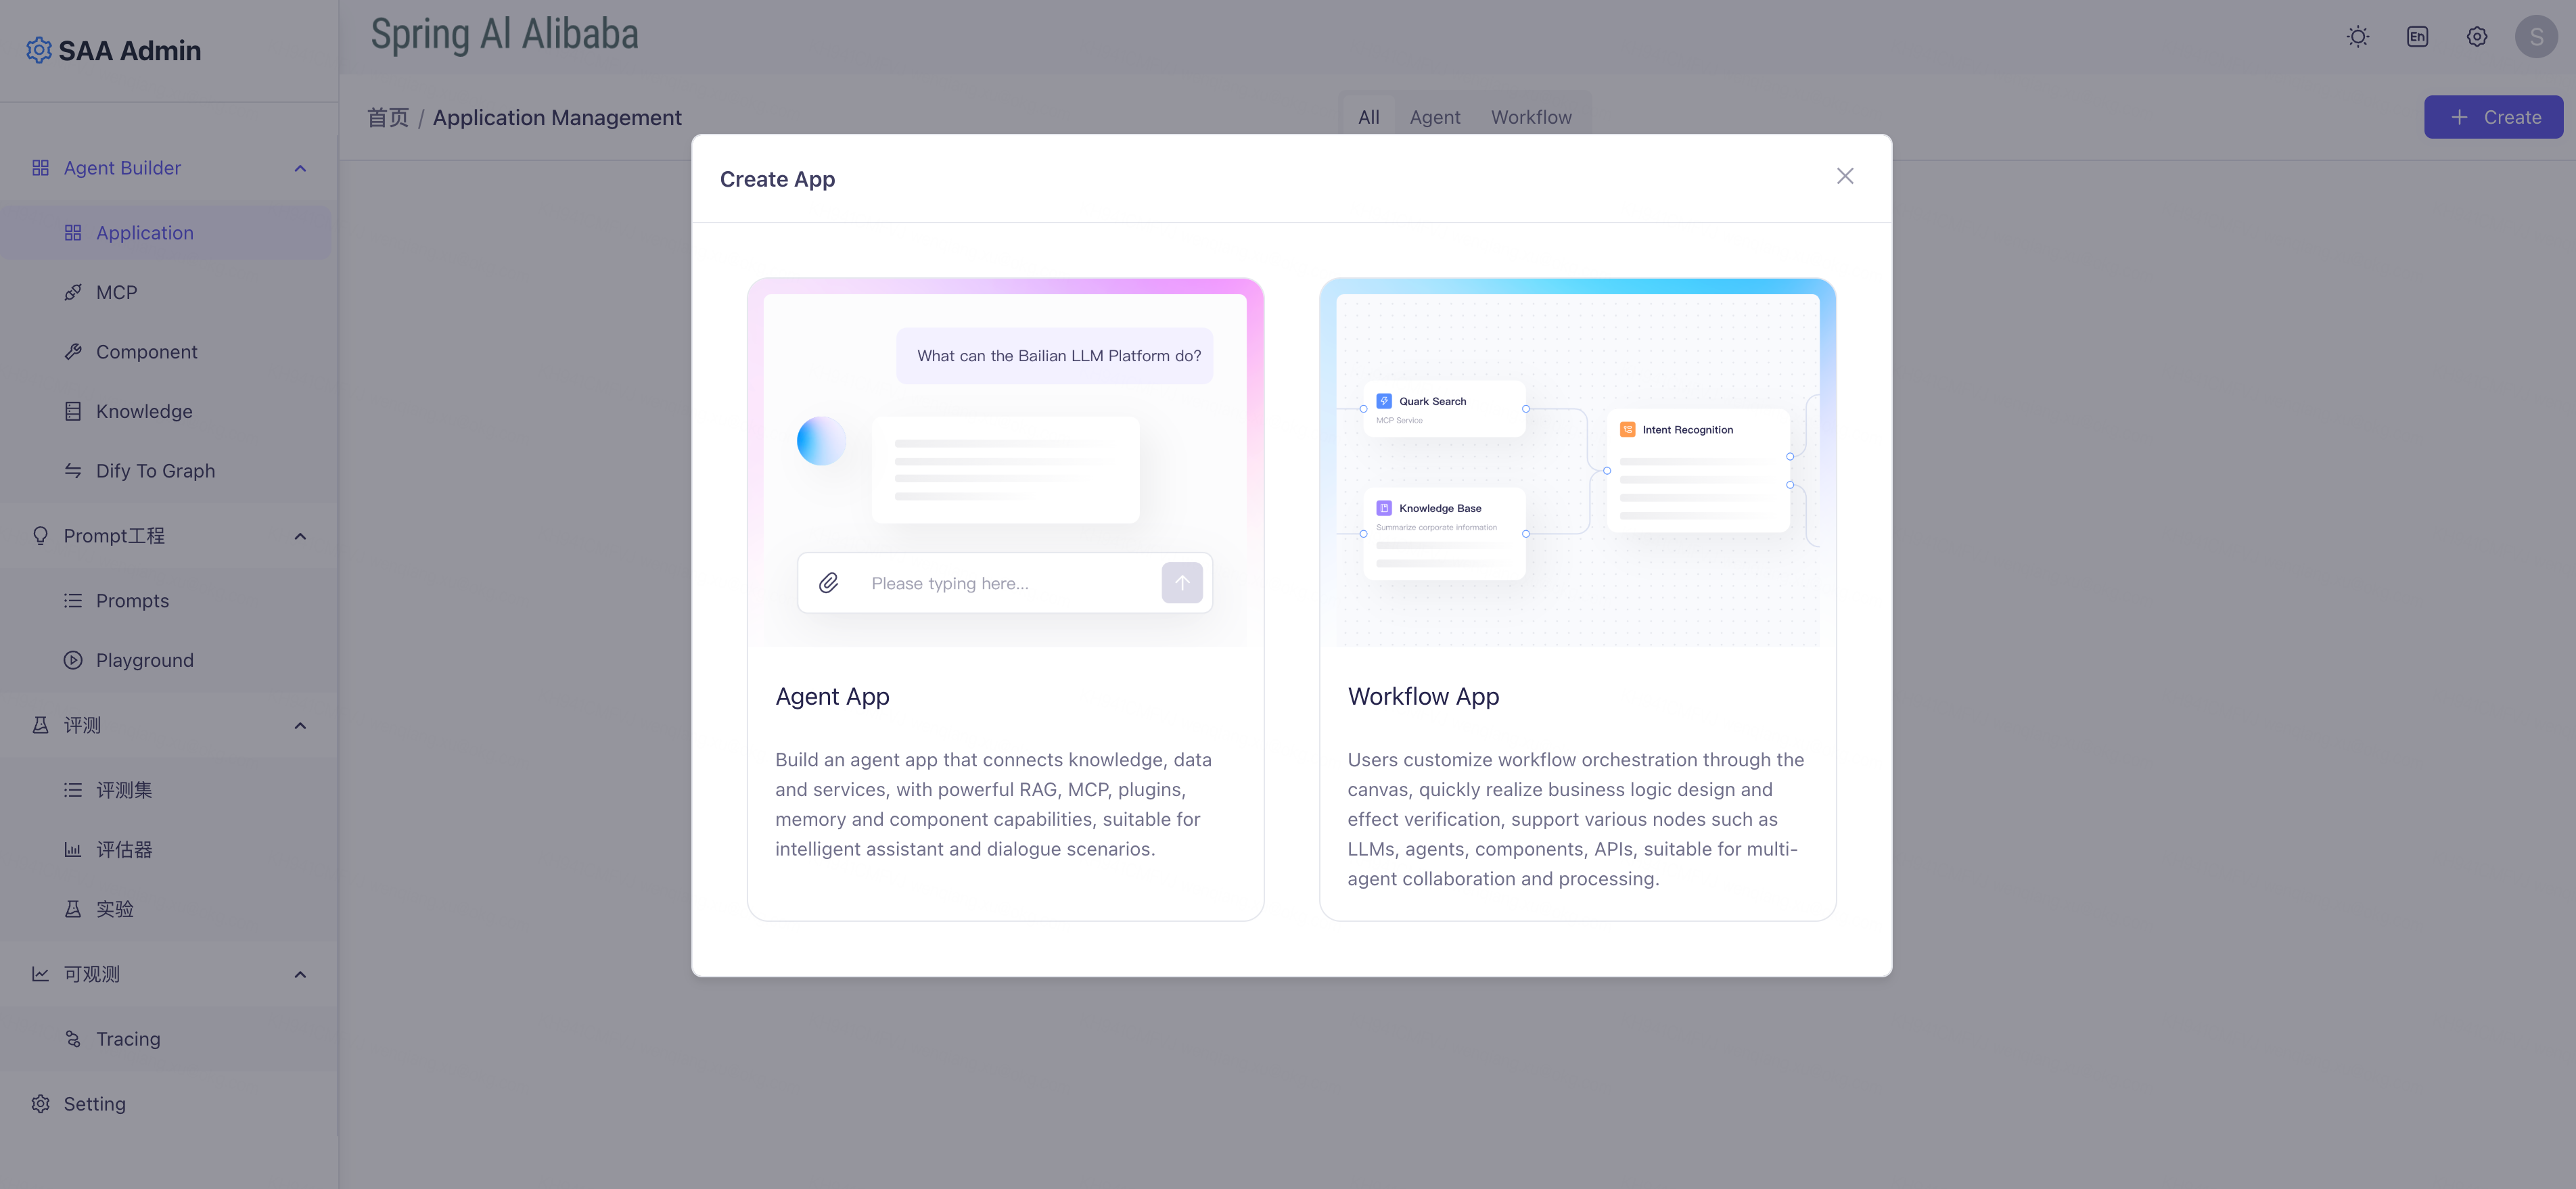 SAA Admin
Spring AI Alibaba
En
S
首页 / Application Management
All
Agent
Workflow
+ Create
Agent Builder
Application
MCP
Component
Knowledge
Dify To Graph
Prompt工程
Prompts
Playground
评测
评测集
评估器
实验
可观测
Tracing
Setting
Create App
What can the Bailian LLM Platform do?
Please typing here...
Agent App
Build an agent app that connects knowledge, data
and services, with powerful RAG, MCP, plugins,
memory and component capabilities, suitable for
intelligent assistant and dialogue scenarios.
Quark Search
MCP Service
Knowledge Base
Summarize corporate information
Intent Recognition
Workflow App
Users customize workflow orchestration through the
canvas, quickly realize business logic design and
effect verification, support various nodes such as
LLMs, agents, components, APIs, suitable for multi-
agent collaboration and processing.